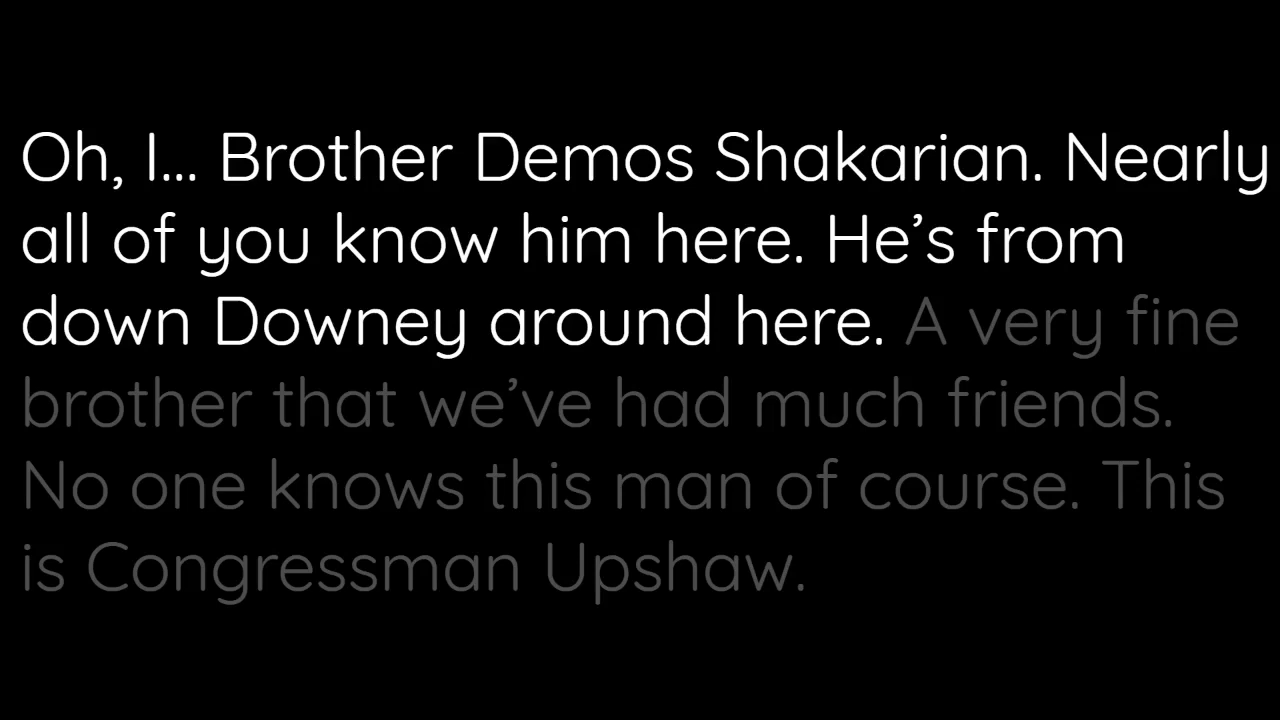 Oh, I... Brother Demos Shakarian. Nearly
all of you know him here. He’s from
down Downey around here. A very fine
brother that we’ve had much friends.
No one knows this man of course. This
is Congressman Upshaw.